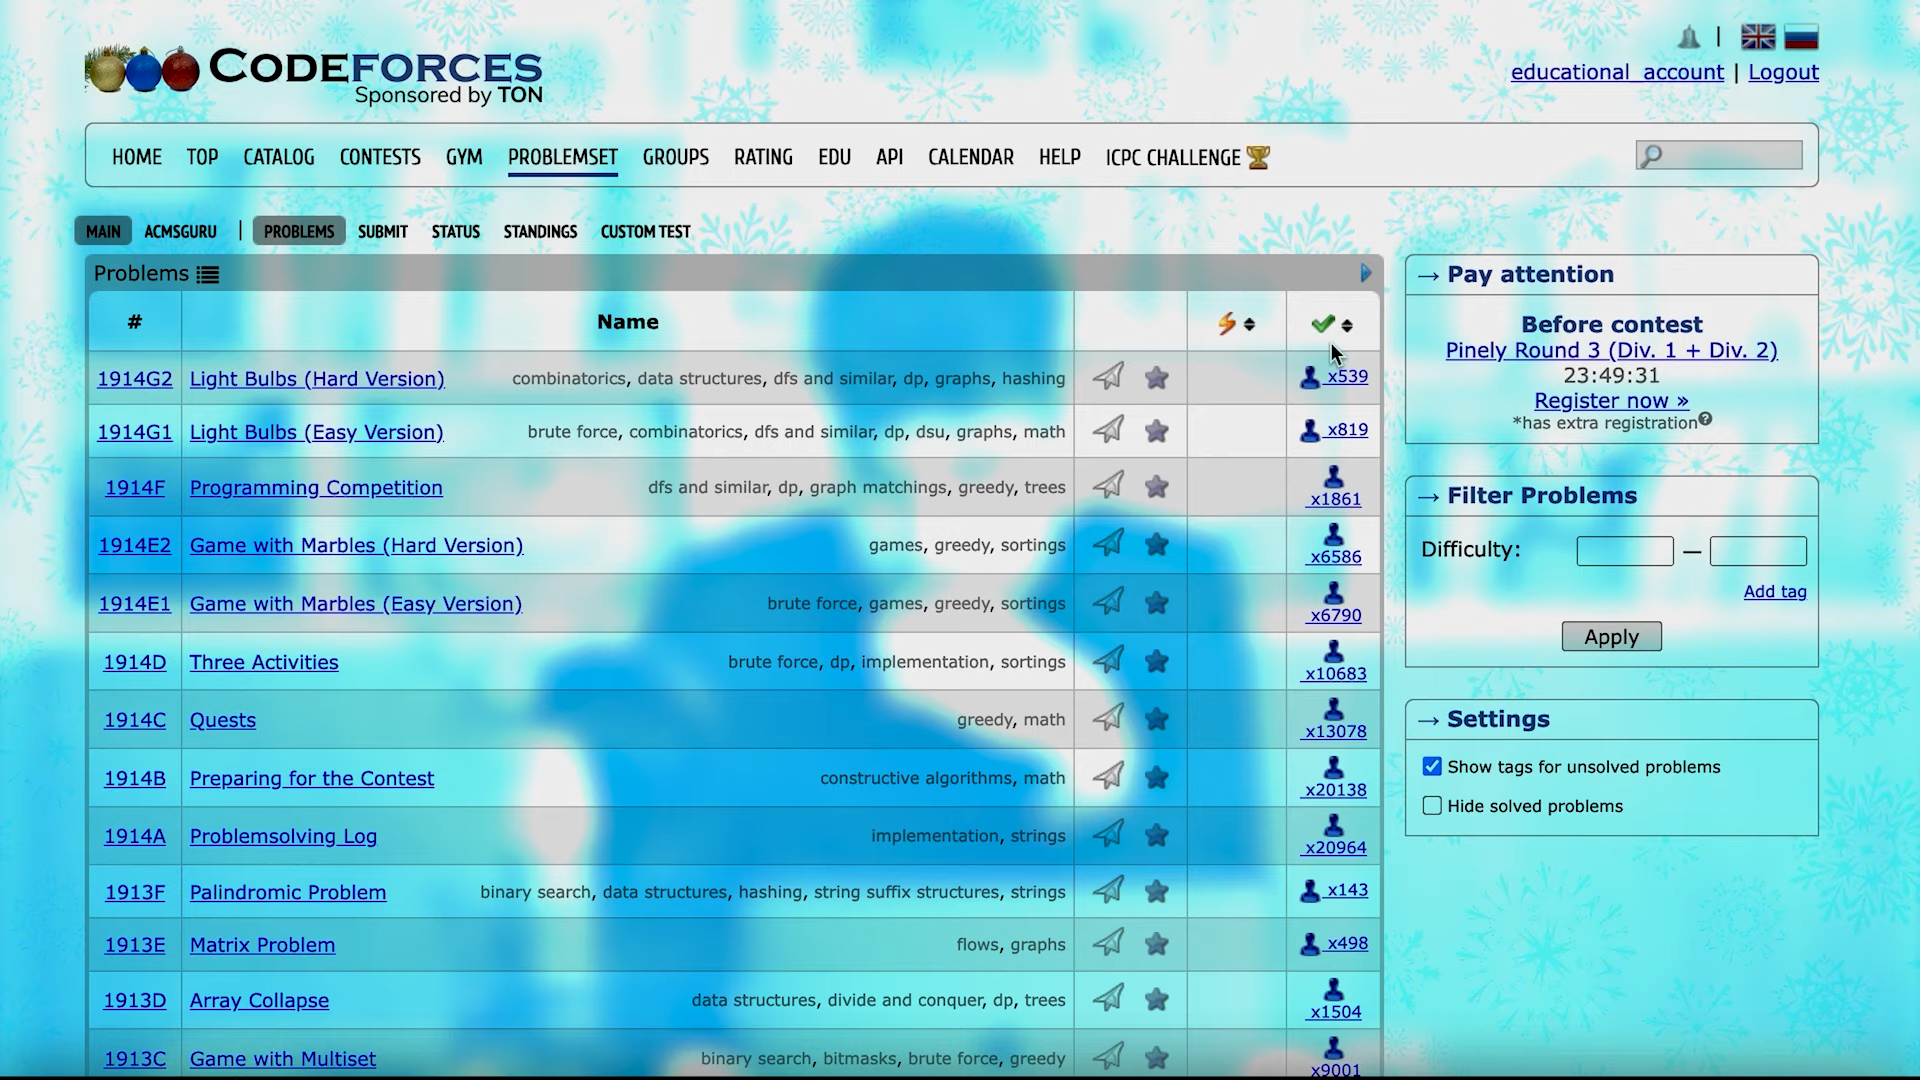 CODEFORCES
Sponsored by TON
educational_account | Logout
HOME TOP CATALOG CONTESTS GYM PROBLEMSET GROUPS RATING EDU API CALENDAR HELP ICPC CHALLENGE
MAIN ACMSGURU | PROBLEMS SUBMIT STATUS STANDINGS CUSTOM TEST
Problems
# Name
1914G2 Light Bulbs (Hard Version) combinatorics, data structures, dfs and similar, dp, graphs, hashing x539
1914G1 Light Bulbs (Easy Version) brute force, combinatorics, dfs and similar, dp, dsu, graphs, math x819
1914F Programming Competition dfs and similar, dp, graph matchings, greedy, trees x1861
1914E2 Game with Marbles (Hard Version) games, greedy, sortings x6586
1914E1 Game with Marbles (Easy Version) brute force, games, greedy, sortings x6790
1914D Three Activities brute force, dp, implementation, sortings x10683
1914C Quests greedy, math x13078
1914B Preparing for the Contest constructive algorithms, math x20138
1914A Problemsolving Log implementation, strings x20964
1913F Palindromic Problem binary search, data structures, hashing, string suffix structures, strings x143
1913E Matrix Problem flows, graphs x498
1913D Array Collapse data structures, divide and conquer, dp, trees x1504
1913C Game with Multiset binary search, bitmasks, brute force, greedy x9001
→ Pay attention
Before contest
Pinely Round 3 (Div. 1 + Div. 2)
23:49:31
Register now »
*has extra registration
→ Filter Problems
Difficulty: —
Add tag
Apply
→ Settings
Show tags for unsolved problems
Hide solved problems